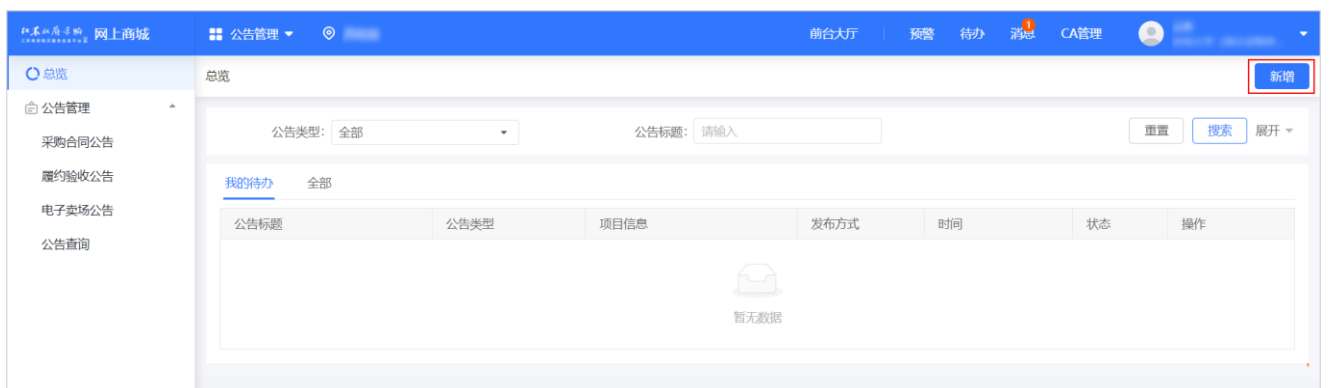 网上商城 公告管理 前台大厅 预警 待办 消息 1 CA管理
总览 总览 新增
公告管理
公告类型： 全部 公告标题： 请输入 重置 搜索 展开
采购合同公告
履约验收公告
我的待办 全部
电子卖场公告
公告标题 公告类型 项目信息 发布方式 时间 状态 操作
公告查询
暂无数据